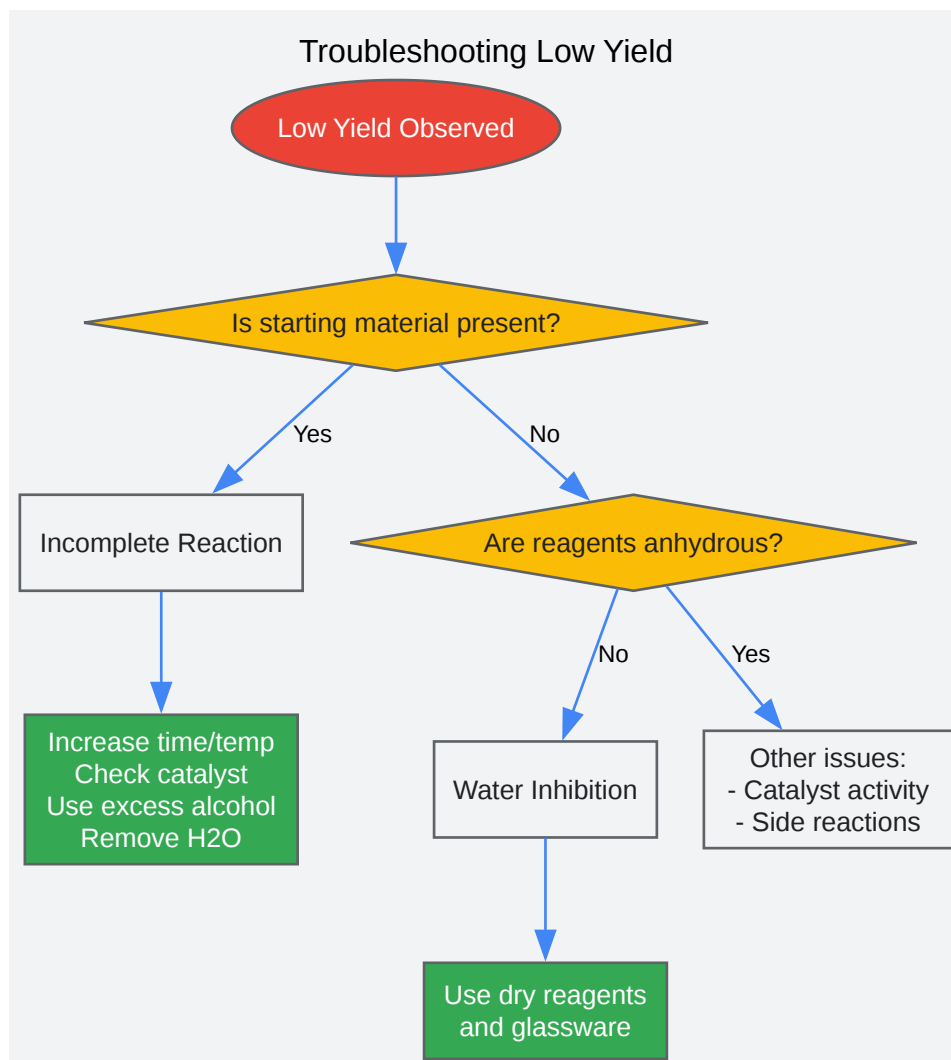 Troubleshooting Low Yield
Low Yield Observed
Is starting material present?
Yes
No
Incomplete Reaction
Are reagents anhydrous?
No
Yes
Increase time/temp
Check catalyst
Use excess alcohol
Remove H2O
Water Inhibition
Other issues:
- Catalyst activity
- Side reactions
Use dry reagents
and glassware